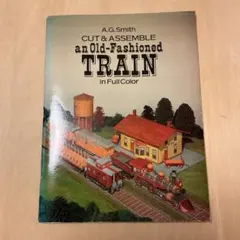 A.G. Smith
CUT & ASSEMBLE
an Old-Fashioned
TRAIN
in Full Color